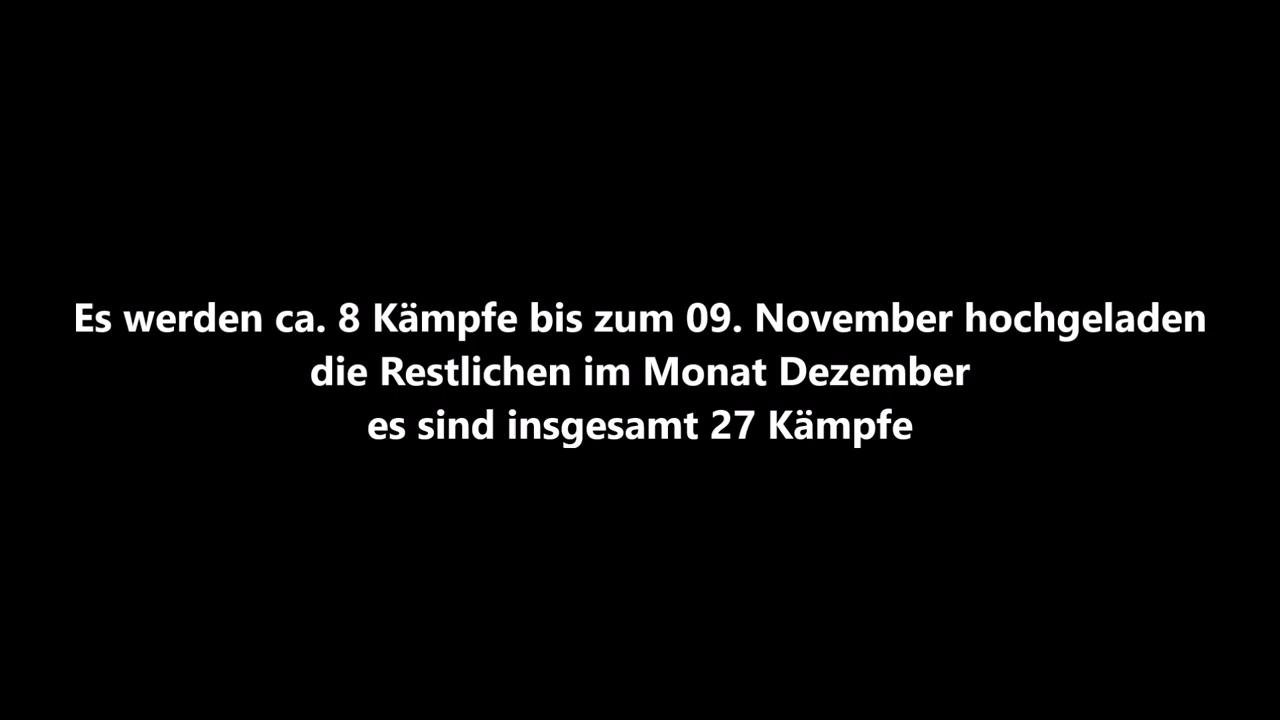 Es werden ca. 8 Kämpfe bis zum 09. November hochgeladen
die Restlichen im Monat Dezember
es sind insgesamt 27 Kämpfe